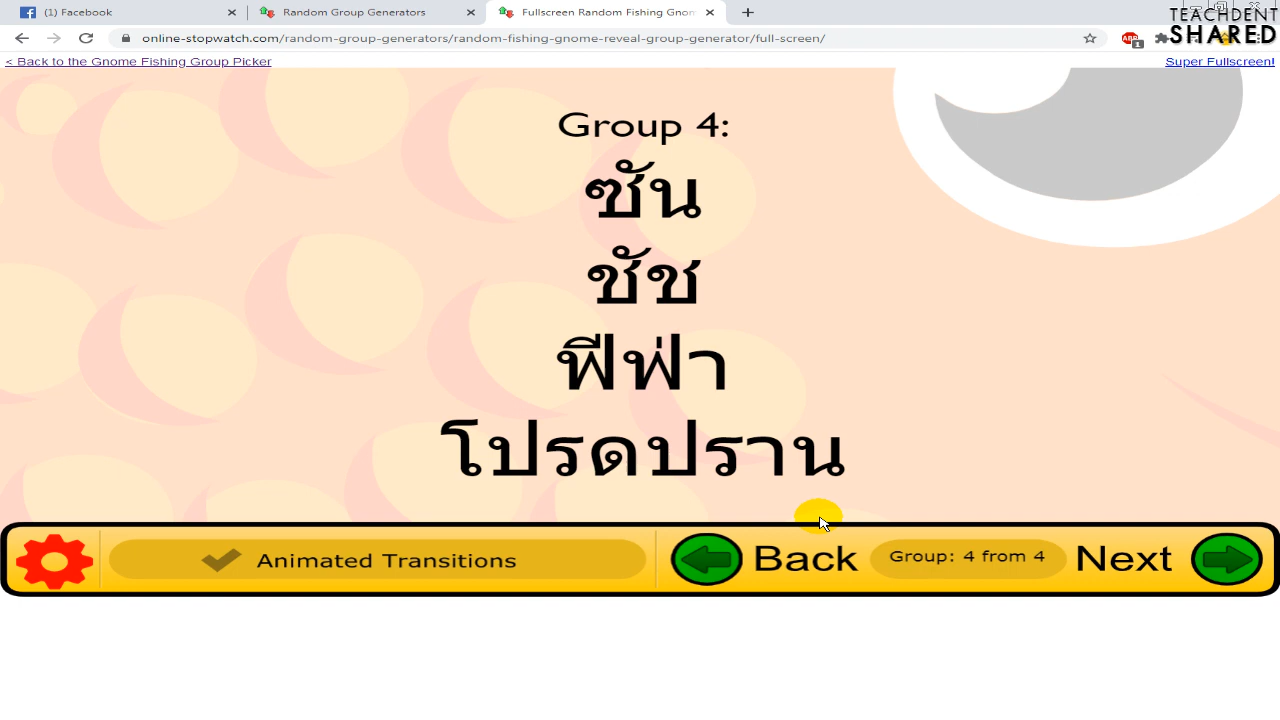 (1) Facebook
Random Group Generators
Fullscreen Random Fishing Gnom
TEACHDENT
SHARED
online-stopwatch.com/random-group-generators/random-fishing-gnome-reveal-group-generator/full-screen/
ABP
1
< Back to the Gnome Fishing Group Picker
Super Fullscreen!
Group 4:
ซัน
ชัช
ฟีฟ่า
โปรดปราน
Animated Transitions
Back
Group: 4 from 4
Next